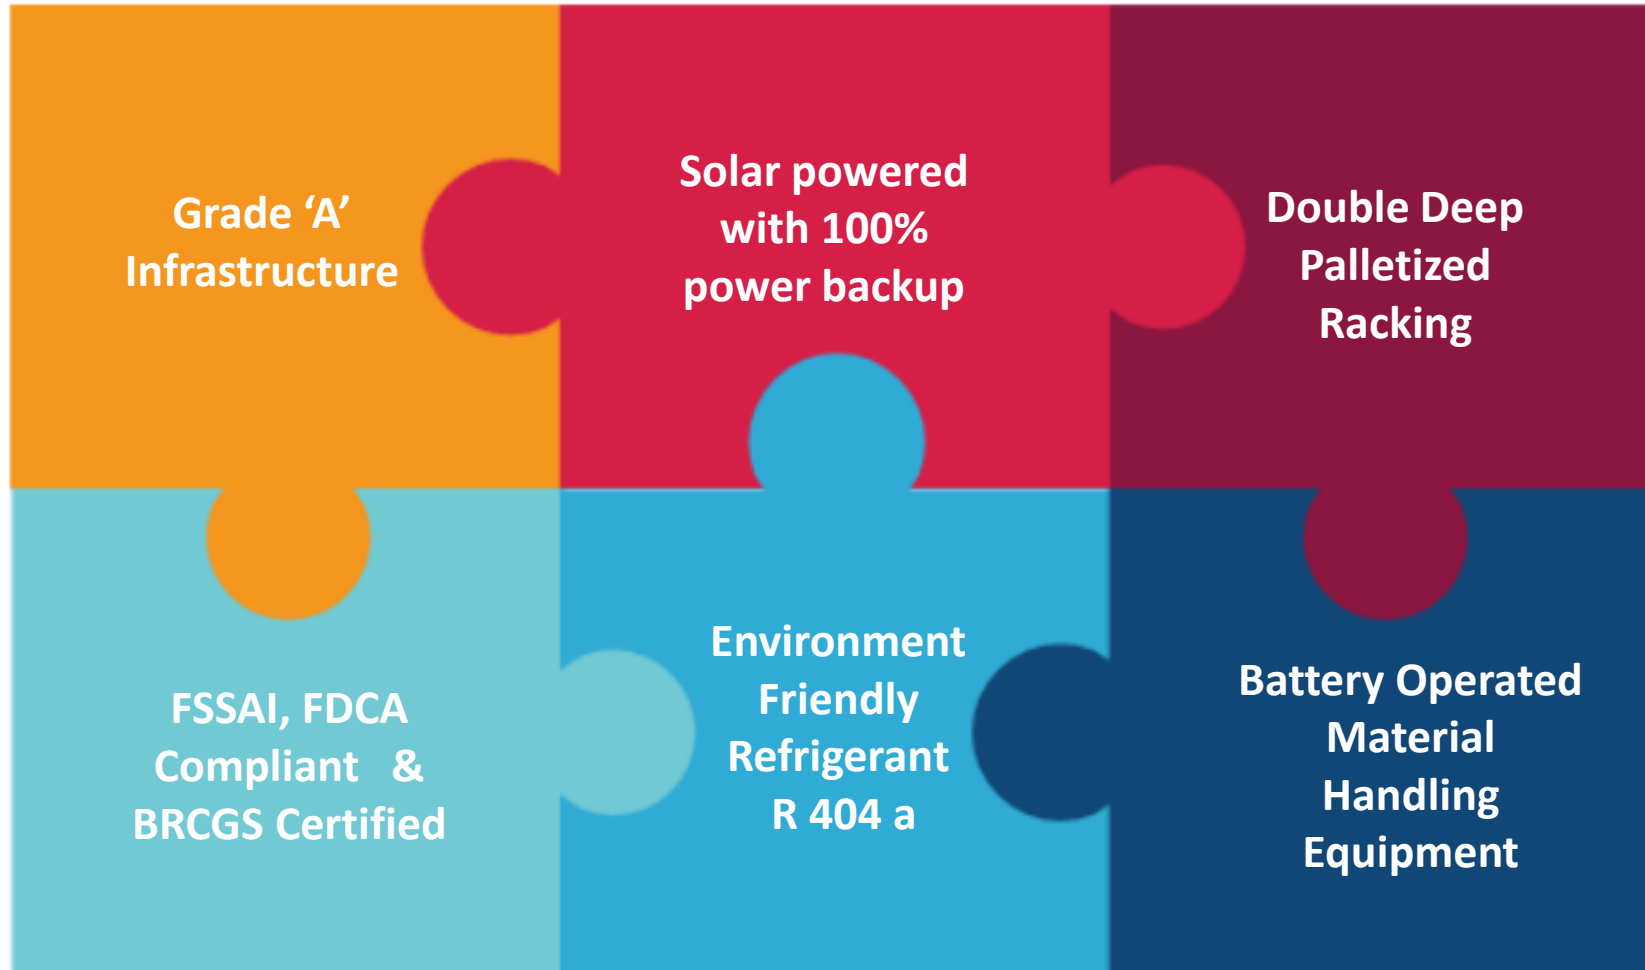 Grade ‘A’
Infrastructure
Solar powered
with 100%
power backup
Double Deep
Palletized
Racking
FSSAI, FDCA
Compliant   &
BRCGS Certified
Environment
Friendly
Refrigerant
R 404 a
Battery Operated
Material
Handling
Equipment